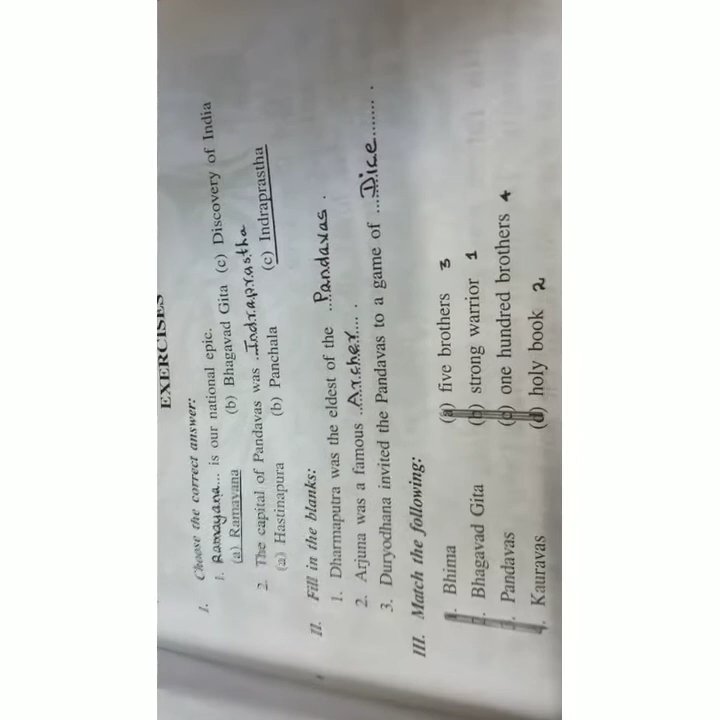 EXERCISES
I. Choose the correct answer:
1. Ramayana... is our national epic.
(a) Ramayana (b) Bhagavad Gita (c) Discovery of India
2. The capital of Pandavas was ...Indraprastha
(a) Hastinapura (b) Panchala (c) Indraprastha
II. Fill in the blanks:
1. Dharmaputra was the eldest of the ...Pandavas.
2. Arjuna was a famous ..Archer.... .
3. Duryodhana invited the Pandavas to a game of ...Dice........ .
III. Match the following:
1. Bhima (a) five brothers 3
2. Bhagavad Gita (b) strong warrior 1
3. Pandavas (c) one hundred brothers 4
4. Kauravas (d) holy book 2